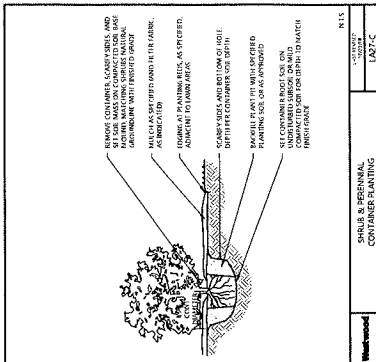 REMOVE CONTAINER, SCARIFY SIDES, AND
SET SOIL MASS ON COMPACTED SOIL BASE
MOUND, MATCHING SHRUBS NATURAL
GROUNDLINE WITH FINISHED GRADE
MULCH AS SPECIFIED (AND FILTER FABRIC,
AS INDICATED)
EDGING AT PLANTING BEDS, AS SPECIFIED,
ADJACENT TO LAWN AREAS
SCARIFY SIDES AND BOTTOM OF HOLE
DEPTH PER CONTAINER SOIL DEPTH
BACKFILL PLANT PIT WITH SPECIFIED
PLANTING SOIL OR AS APPROVED
SET CONTAINER ROOT SOIL ON
UNDISTURBED SUBSOIL OR
COMPACTED SOIL FOR DEPTH TO MATCH
FINISH GRADE
CONT.
DIAMETER
N T S
Westwood
SHRUB & PERENNIAL
CONTAINER PLANTING
LAST REVISED
LA27-C